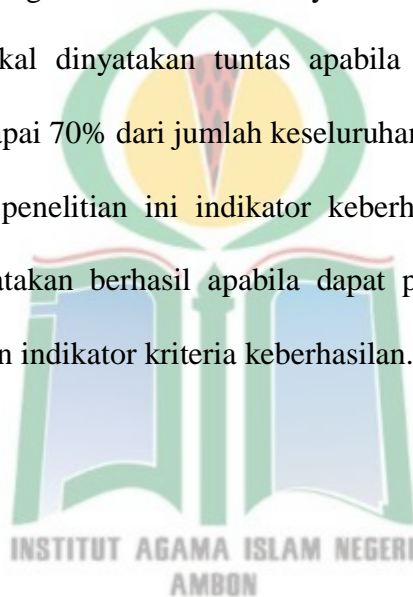 kal dinyatakan tuntas apabila
pai 70% dari jumlah keseluruhan
penelitian ini indikator keberh
takan berhasil apabila dapat p
n indikator kriteria keberhasilan.
INSTITUT AGAMA ISLAM NEGERI
AMBON